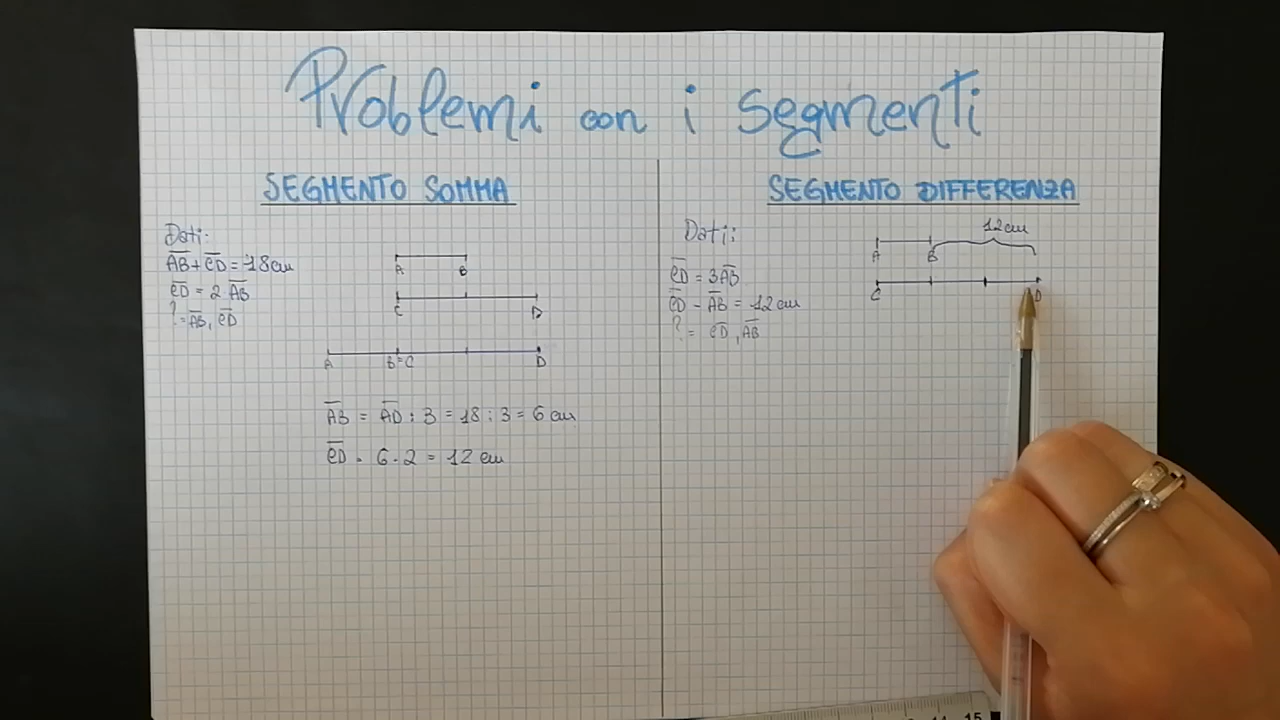 Problemi con i segmenti
SEGMENTO SOMMA
Dati:
AB + CD = 18 cm
CD = 2 AB
? = AB, CD
A B
C D
A B=C D
AB = AD : 3 = 18 : 3 = 6 cm
CD = 6 · 2 = 12 cm
SEGMENTO DIFFERENZA
Dati:
CD = 3AB
CD - AB = 12 cm
? = CD, AB
12 cm
A B
C D
14 15